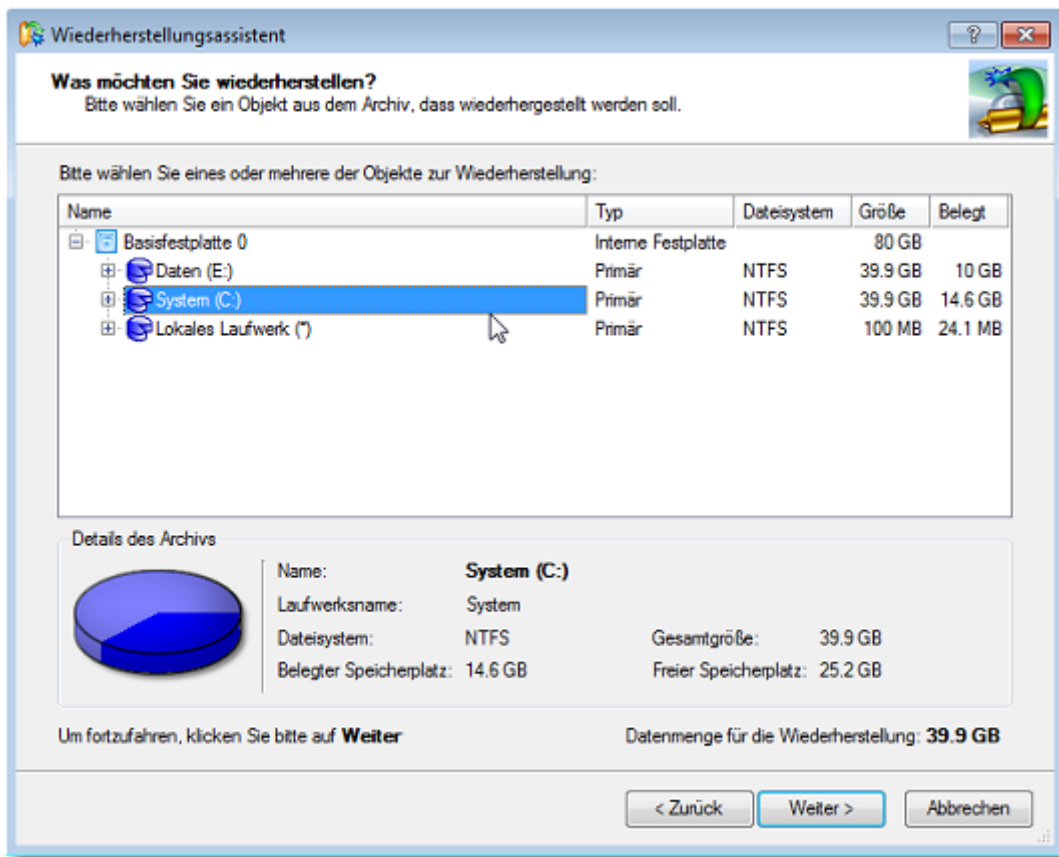 Wiederherstellungsassistent
Was möchten Sie wiederherstellen?
Bitte wählen Sie ein Objekt aus dem Archiv, dass wiederhergestellt werden soll.
Bitte wählen Sie eines oder mehrere der Objekte zur Wiederherstellung:
Name Typ Dateisystem Größe Belegt
Basisfestplatte 0 Interne Festplatte 80 GB
Daten (E:) Primär NTFS 39.9 GB 10 GB
System (C:) Primär NTFS 39.9 GB 14.6 GB
Lokales Laufwerk (*) Primär NTFS 100 MB 24.1 MB
Details des Archivs
Name: System (C:)
Laufwerksname: System
Dateisystem: NTFS Gesamtgröße: 39.9 GB
Belegter Speicherplatz: 14.6 GB Freier Speicherplatz: 25.2 GB
Um fortzufahren, klicken Sie bitte auf Weiter Datenmenge für die Wiederherstellung: 39.9 GB
< Zurück Weiter > Abbrechen